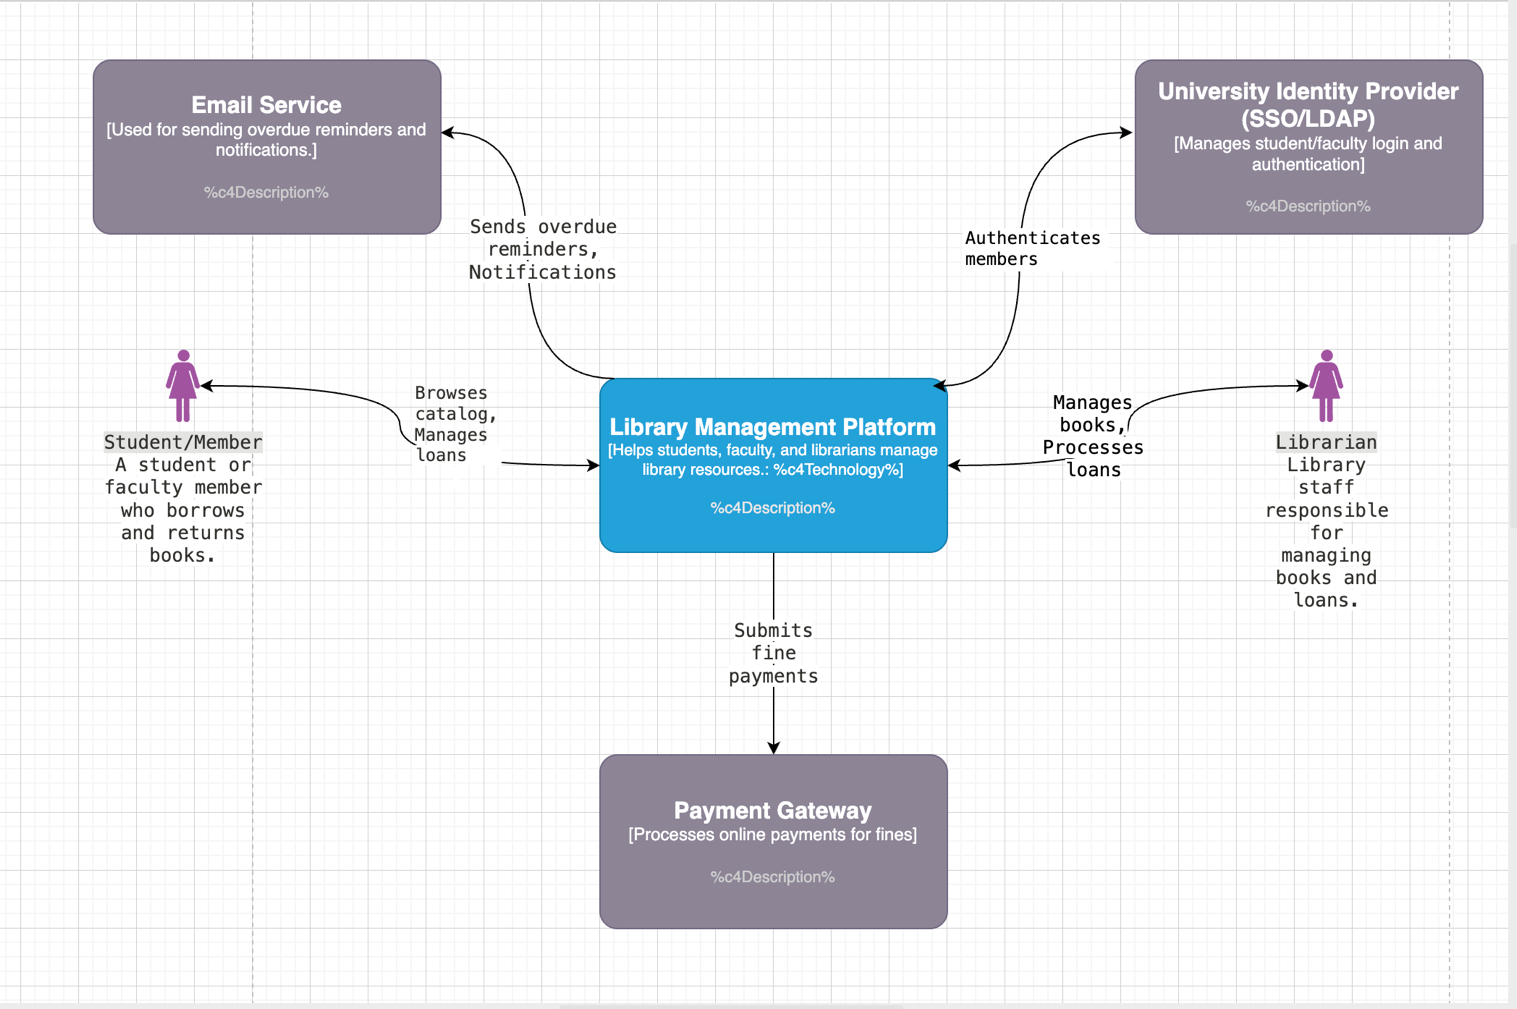 Email Service
[Used for sending overdue reminders and
notifications.]
%c4Description%
University Identity Provider
(SSO/LDAP)
[Manages student/faculty login and
authentication]
%c4Description%
Sends overdue
reminders,
Notifications
Authenticates
members
Student/Member
A student or
faculty member
who borrows
and returns
books.
Browses
catalog,
Manages
loans
Library Management Platform
[Helps students, faculty, and librarians manage
library resources.: %c4Technology%]
%c4Description%
Manages
books,
Processes
loans
Librarian
Library
staff
responsible
for
managing
books and
loans.
Submits
fine
payments
Payment Gateway
[Processes online payments for fines]
%c4Description%